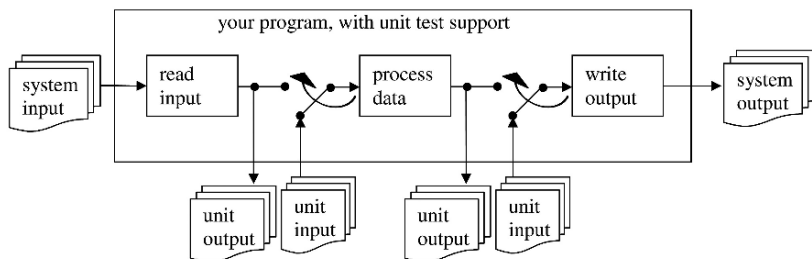 your program, with unit test support
system
input
read
input
process
data
write
output
system
output
unit
output
unit
input
unit
output
unit
input